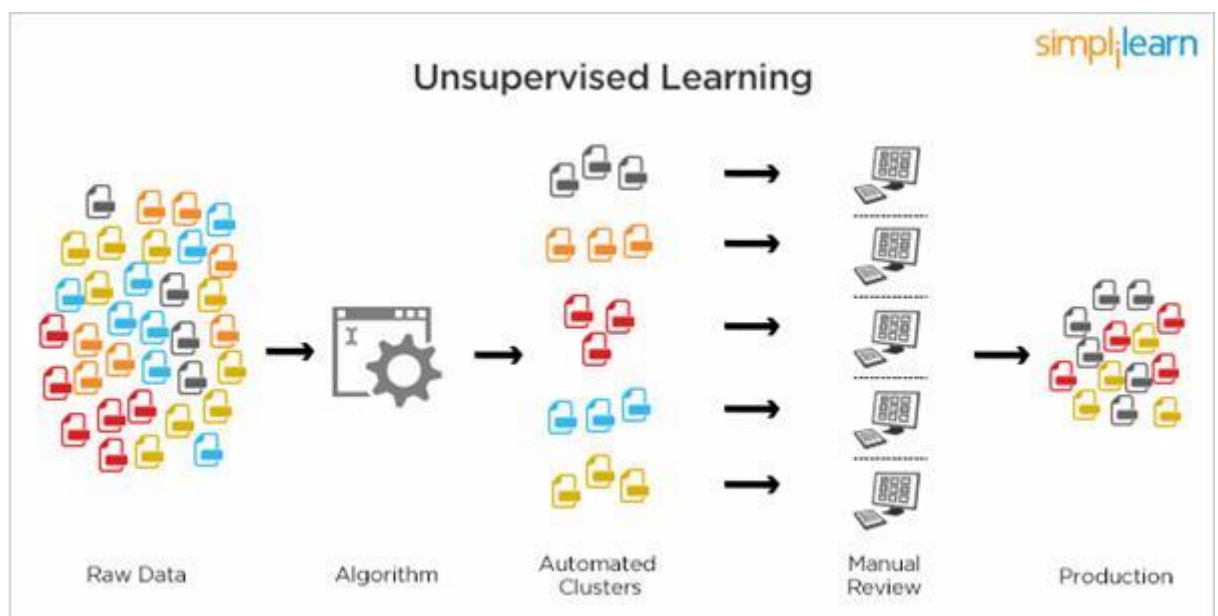 simplilearn
Unsupervised Learning
Raw Data
Algorithm
Automated
Clusters
Manual
Review
Production